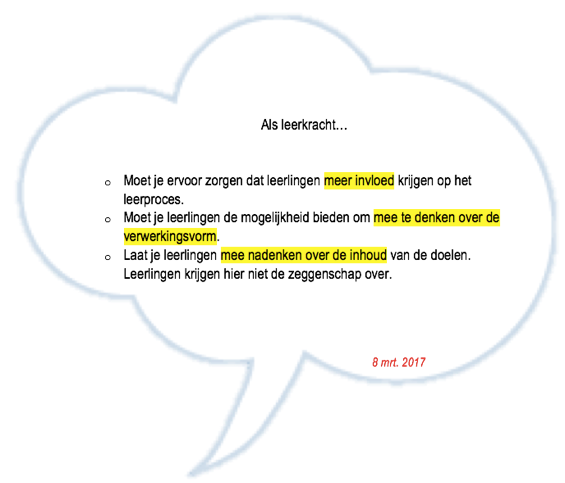 Als leerkracht…
o Moet je ervoor zorgen dat leerlingen meer invloed krijgen op het
leerproces.
o Moet je leerlingen de mogelijkheid bieden om mee te denken over de
verwerkingsvorm.
o Laat je leerlingen mee nadenken over de inhoud van de doelen.
Leerlingen krijgen hier niet de zeggenschap over.
8 mrt. 2017